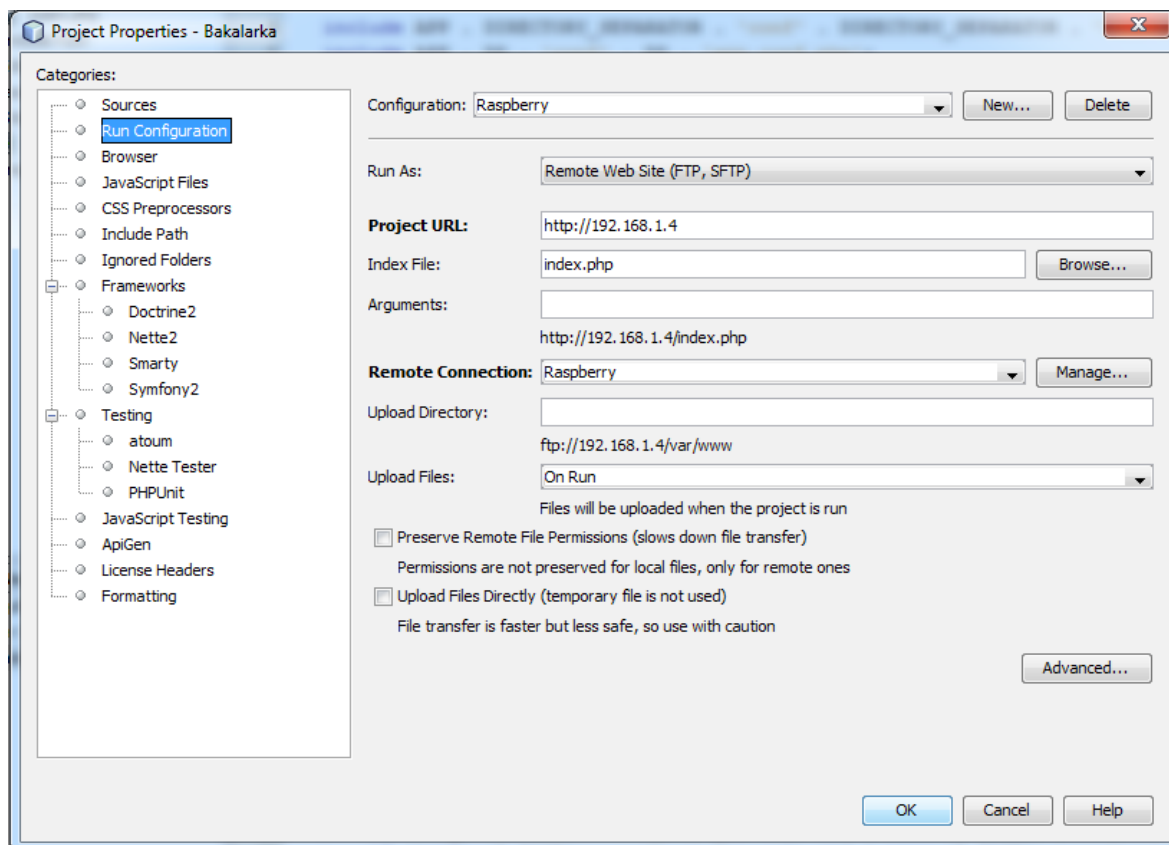 Project Properties - Bakalarka
include APP . DIRECTORY_SEPARATOR . "conf" . DIRECTORY_SEPARATOR .
Categories:
Sources
Run Configuration
Browser
JavaScript Files
CSS Preprocessors
Include Path
Ignored Folders
Frameworks
Doctrine2
Nette2
Smarty
Symfony2
Testing
atoum
Nette Tester
PHPUnit
JavaScript Testing
ApiGen
License Headers
Formatting
Configuration: Raspberry New... Delete
Run As: Remote Web Site (FTP, SFTP)
Project URL: http://192.168.1.4
Index File: index.php Browse...
Arguments:
http://192.168.1.4/index.php
Remote Connection: Raspberry Manage...
Upload Directory:
ftp://192.168.1.4/var/www
Upload Files: On Run
Files will be uploaded when the project is run
Preserve Remote File Permissions (slows down file transfer)
Permissions are not preserved for local files, only for remote ones
Upload Files Directly (temporary file is not used)
File transfer is faster but less safe, so use with caution
Advanced...
OK Cancel Help